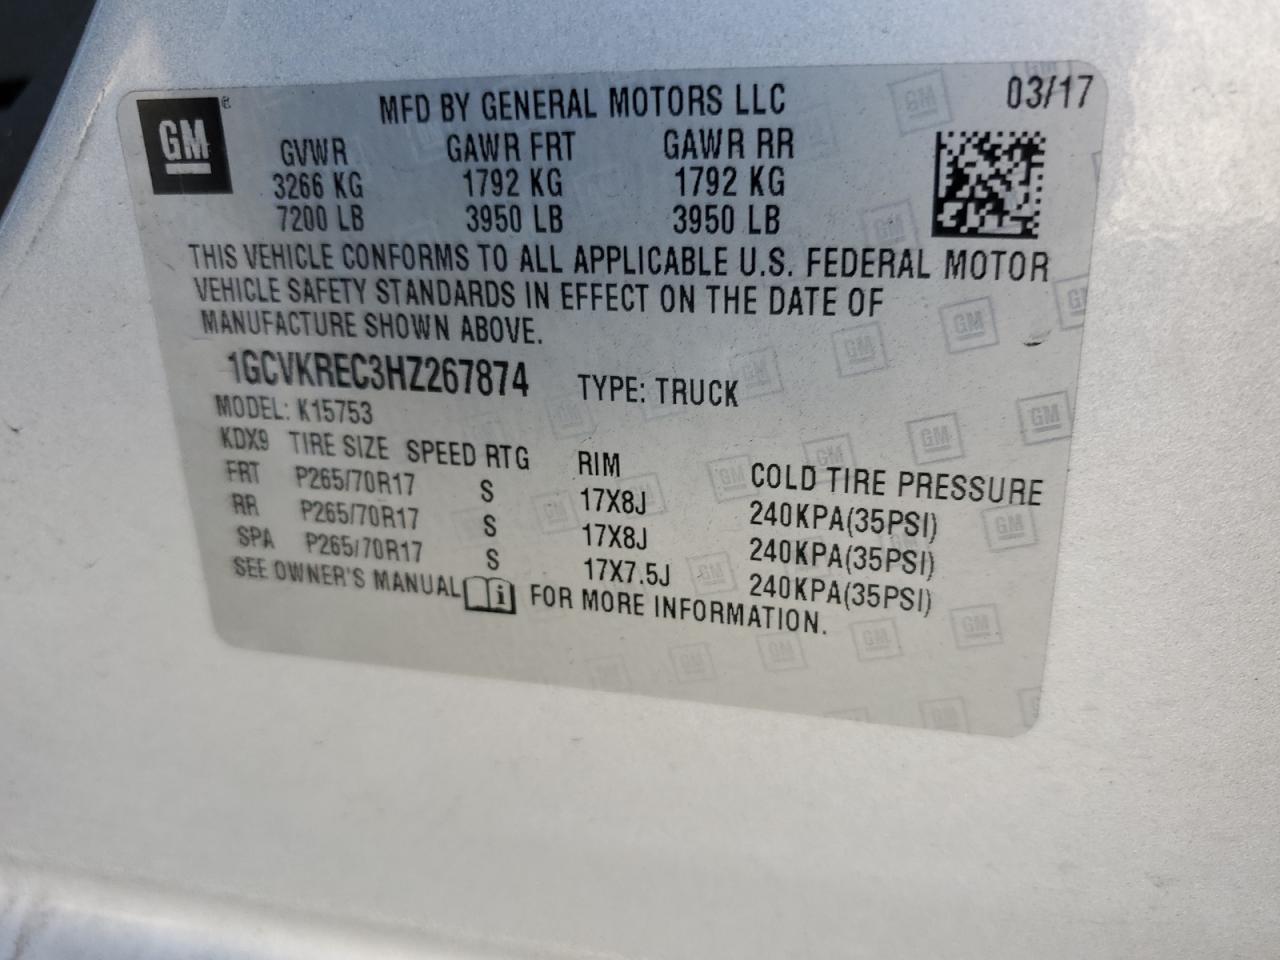 GM ® MFD BY GENERAL MOTORS LLC 03/17
GVWR GAWR FRT GAWR RR
3266 KG 1792 KG 1792 KG
7200 LB 3950 LB 3950 LB
THIS VEHICLE CONFORMS TO ALL APPLICABLE U.S. FEDERAL MOTOR
VEHICLE SAFETY STANDARDS IN EFFECT ON THE DATE OF
MANUFACTURE SHOWN ABOVE.
1GCVKREC3HZ267874 TYPE: TRUCK
MODEL: K15753
KDX9 TIRE SIZE SPEED RTG RIM COLD TIRE PRESSURE
FRT P265/70R17 S 17X8J 240KPA(35PSI)
RR P265/70R17 S 17X8J 240KPA(35PSI)
SPA P265/70R17 S 17X7.5J 240KPA(35PSI)
SEE OWNER'S MANUAL i FOR MORE INFORMATION.